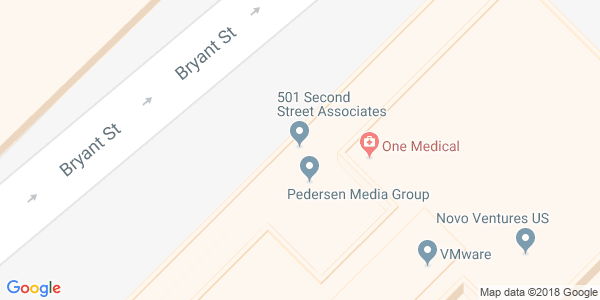 Bryant St
Bryant St
501 Second
Street Associates
One Medical
Pedersen Media Group
Novo Ventures US
VMware
Google
Map data ©2018 Google